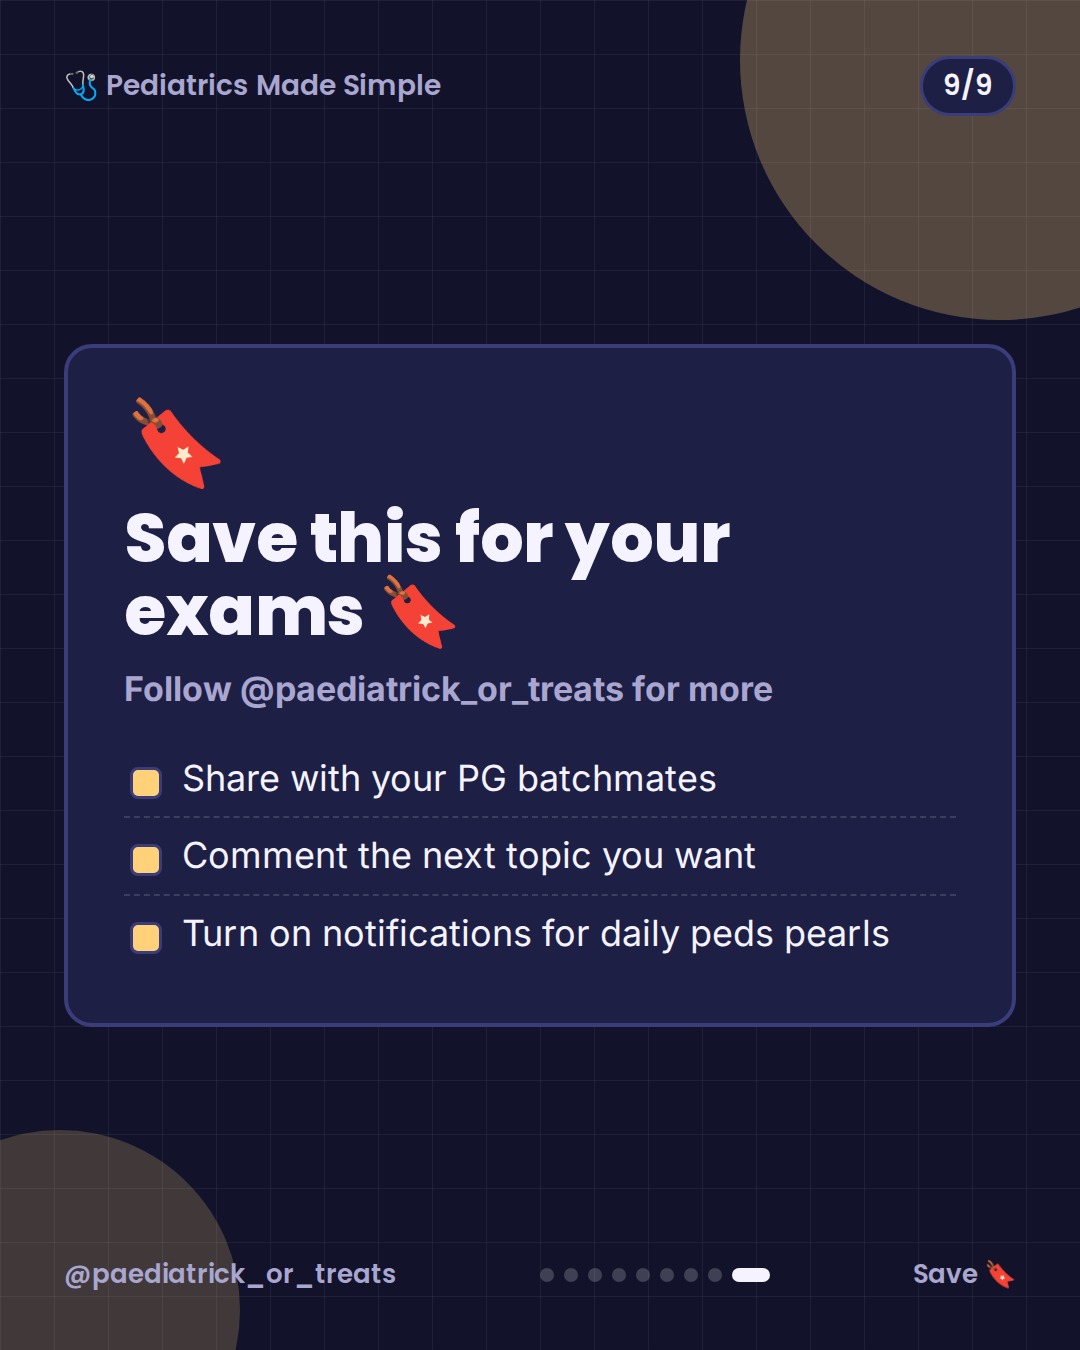 🩺 Pediatrics Made Simple
9/9
Save this for your
exams 🔖
Follow @paediatrick_or_treats for more
Share with your PG batchmates
Comment the next topic you want
Turn on notifications for daily peds pearls
@paediatrick_or_treats
Save 🔖